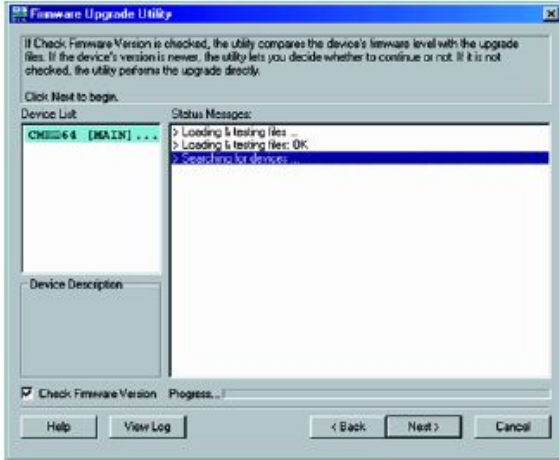 Firmware Upgrade Utility
If Check Firmware Version is checked, the utility compares the device's firmware level with the upgrade
files. If the device's version is newer, the utility lets you decide whether to continue or not. If it is not
checked, the utility performs the upgrade directly.
Click Next to begin.
Device List
Status Messages:
[MAIN]...
> Loading & testing files ...
> Loading & testing files: OK
> Searching for devices ...
Device Description
Check Firmware Version
Progress...
Help
View Log
< Back
Next >
Cancel